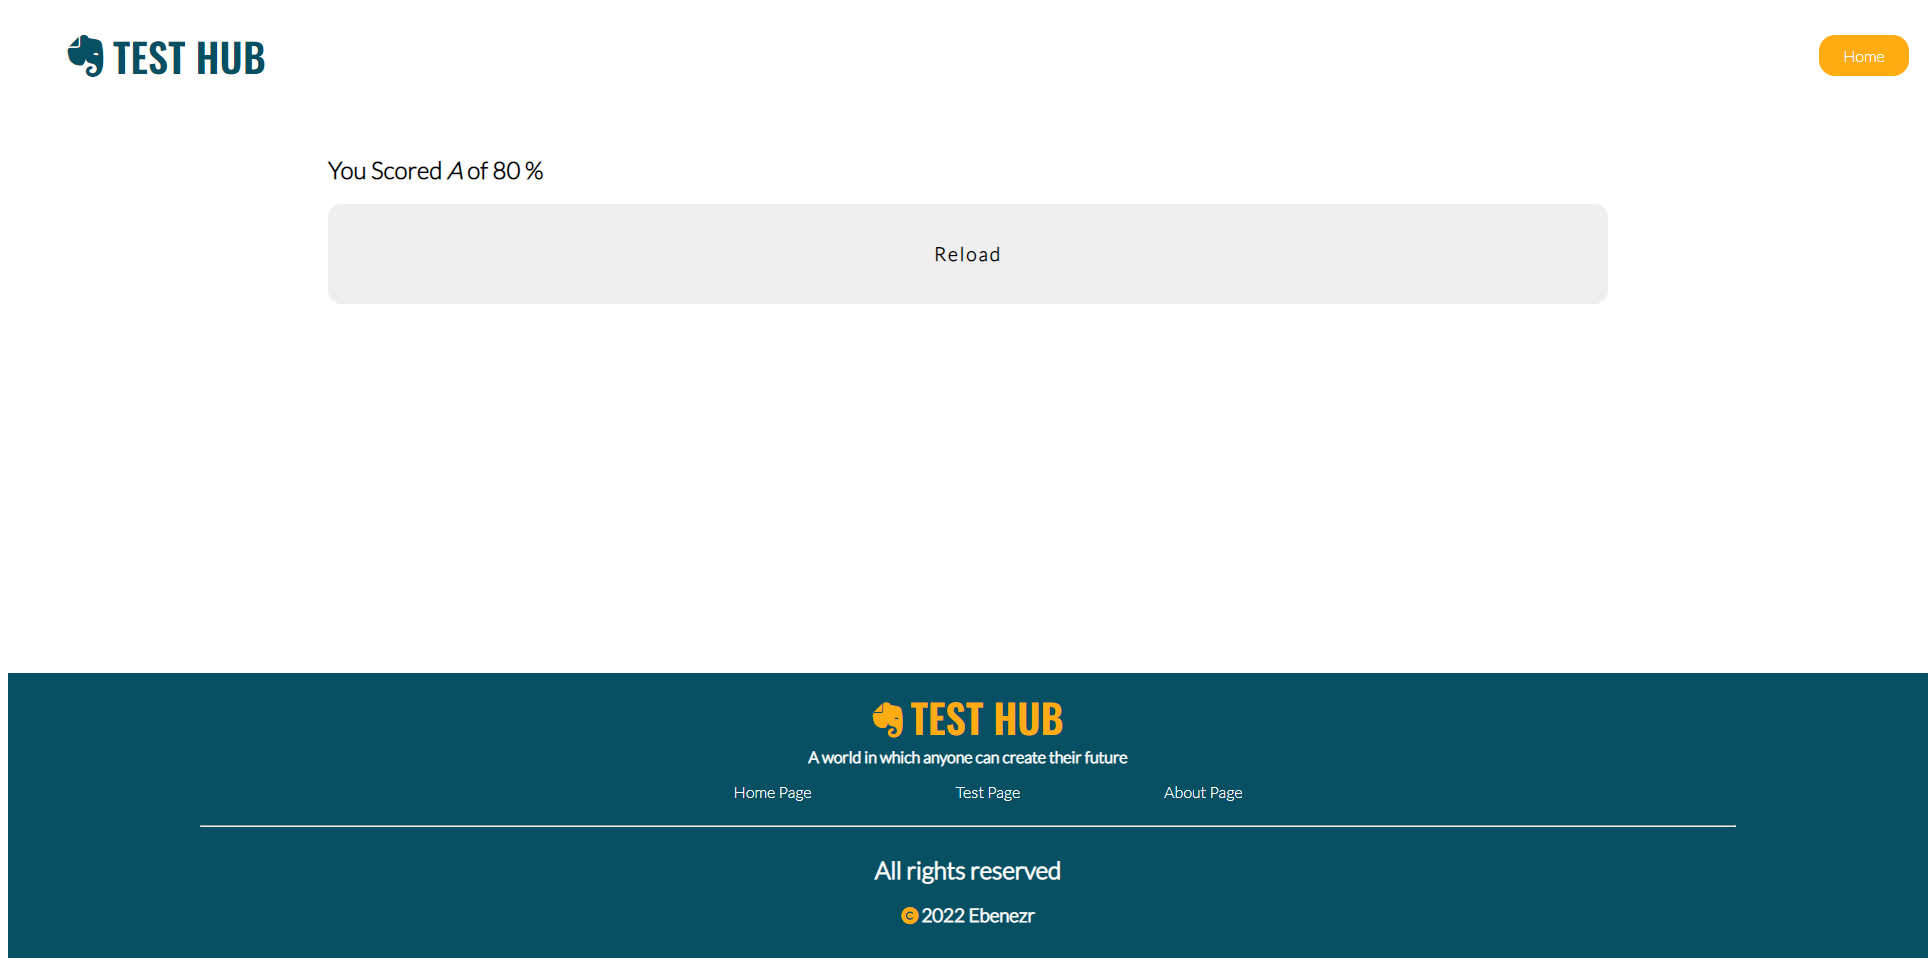 TEST HUB
Home
You Scored A of 80 %
Reload
TEST HUB
A world in which anyone can create their future
Home Page Test Page About Page
All rights reserved
© 2022 Ebenezr